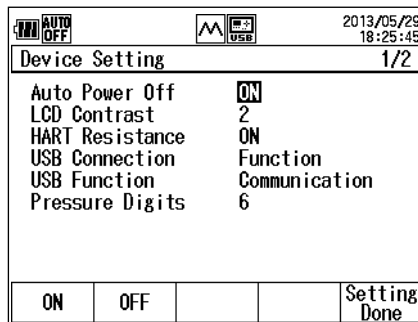 AUTO OFF USB 2013/05/29
18:25:45
Device Setting 1/2
Auto Power Off ON
LCD Contrast 2
HART Resistance ON
USB Connection Function
USB Function Communication
Pressure Digits 6
ON OFF Setting Done